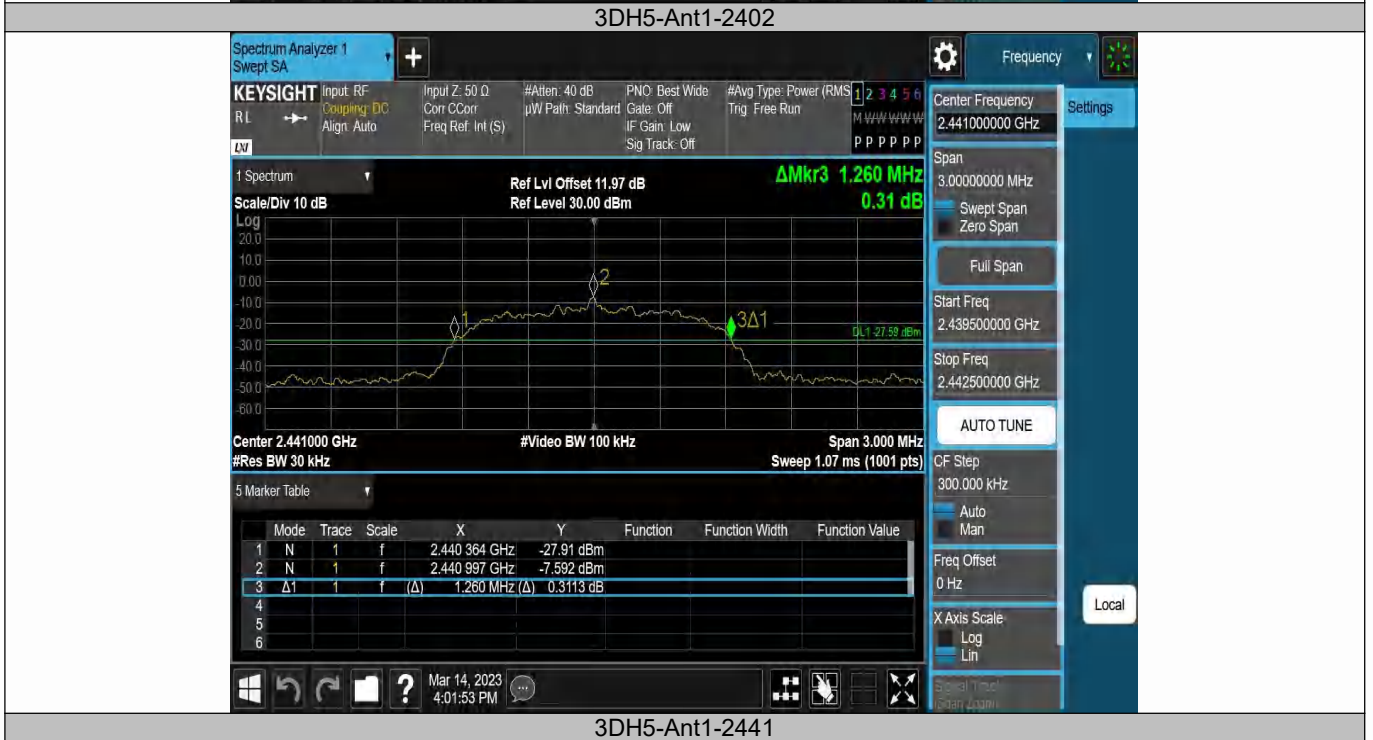 3DH5-Ant1-2402
Spectrum Analyzer 1
Swept SA
+
Frequency
KEYSIGHT
R L
LXI
Input: RF
Coupling: DC
Align: Auto
Input Z: 50 Ω
Corr CCorr
Freq Ref: Int (S)
#Atten: 40 dB
µW Path: Standard
PNO: Best Wide
Gate: Off
IF Gain: Low
Sig Track: Off
#Avg Type: Power (RMS
Trig: Free Run
1 2 3 4 5 6
M W W W W W
P P P P P P
Center Frequency
2.441000000 GHz
Settings
Span
3.00000000 MHz
Swept Span
Zero Span
Full Span
Start Freq
2.439500000 GHz
Stop Freq
2.442500000 GHz
AUTO TUNE
CF Step
300.000 kHz
Auto
Man
Freq Offset
0 Hz
X Axis Scale
Log
Lin
Local
1 Spectrum
Scale/Div 10 dB
Ref Lvl Offset 11.97 dB
Ref Level 30.00 dBm
ΔMkr3 1.260 MHz
0.31 dB
Log
20.0
10.0
0.00
-10.0
-20.0
-30.0
-40.0
-50.0
-60.0
1
2
3Δ1
DL1 -27.59 dBm
Center 2.441000 GHz
#Res BW 30 kHz
#Video BW 100 kHz
Span 3.000 MHz
Sweep 1.07 ms (1001 pts)
5 Marker Table
Mode Trace Scale X Y Function Function Width Function Value
1 N 1 f 2.440 364 GHz -27.91 dBm
2 N 1 f 2.440 997 GHz -7.592 dBm
3 Δ1 1 f (Δ) 1.260 MHz (Δ) 0.3113 dB
4
5
6
?
Mar 14, 2023
4:01:53 PM
3DH5-Ant1-2441